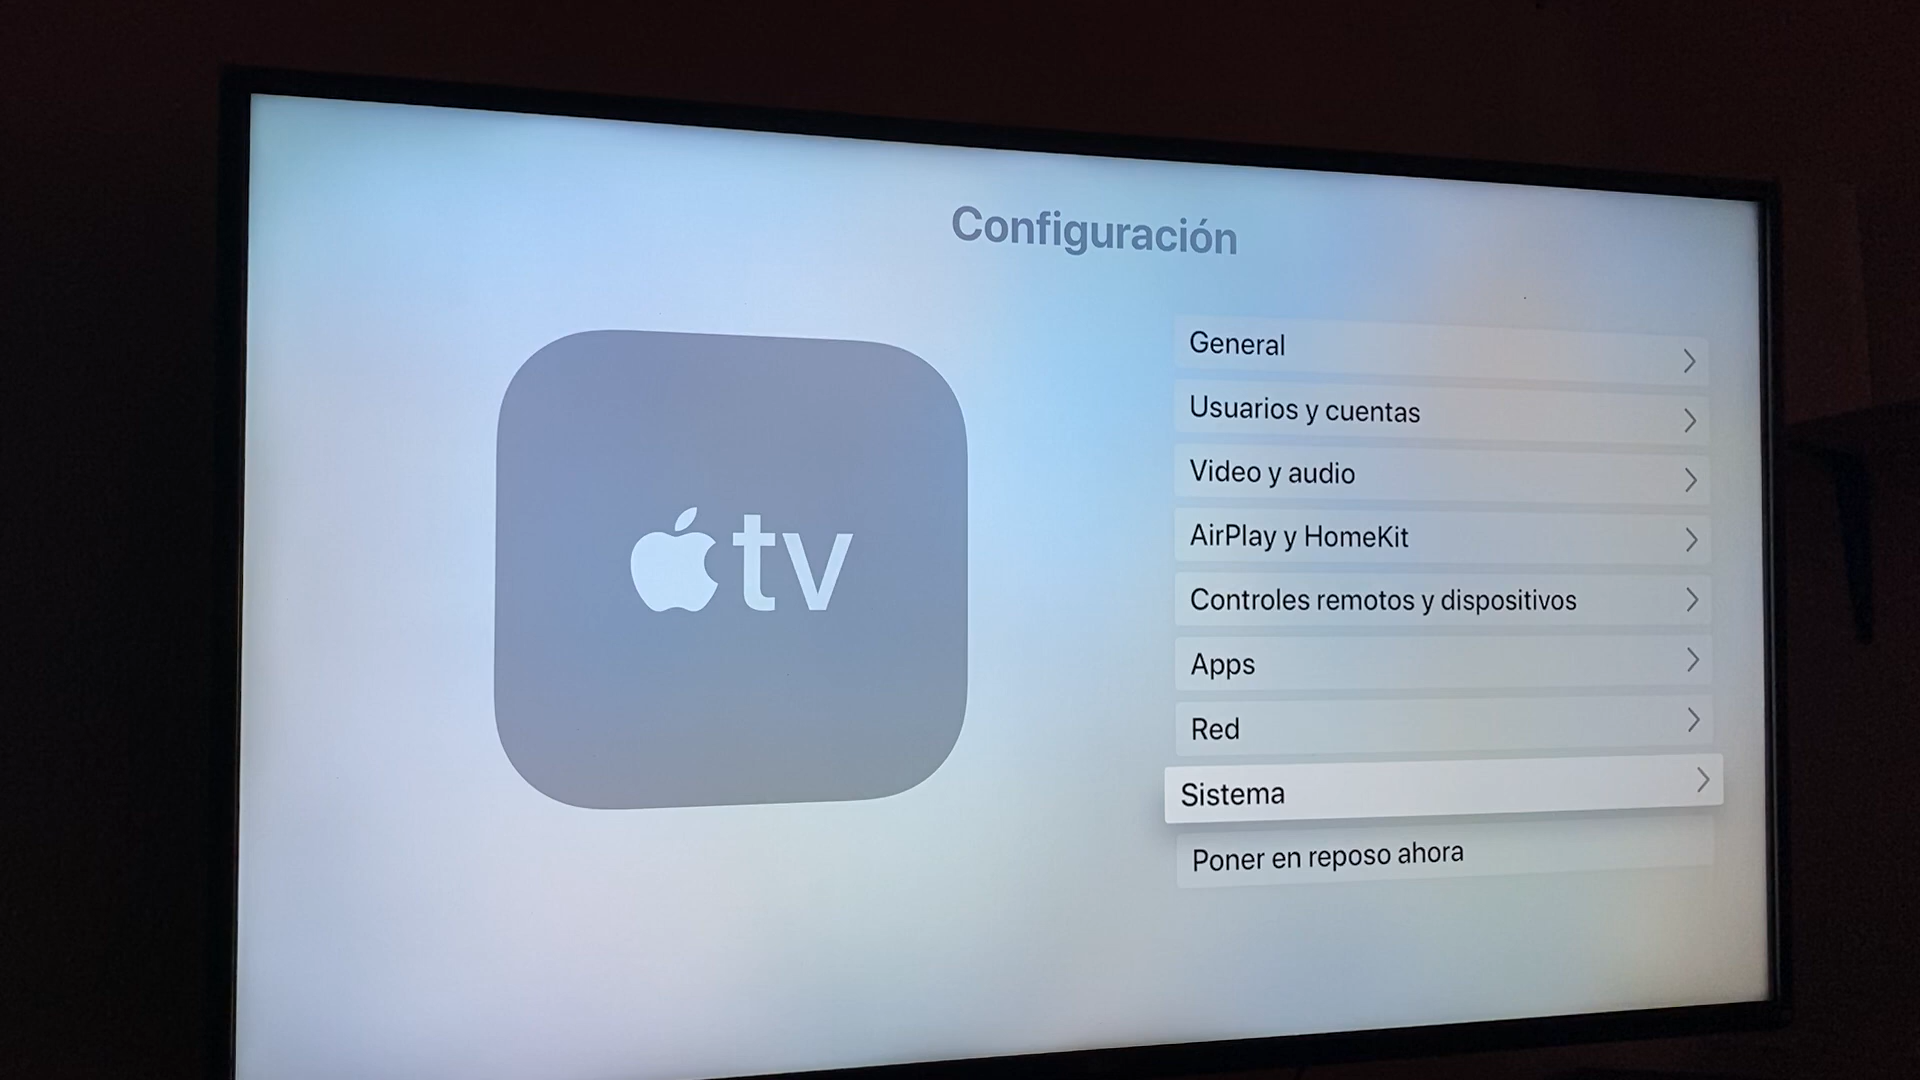 Configuración
tv
General
Usuarios y cuentas
Video y audio
AirPlay y HomeKit
Controles remotos y dispositivos
Apps
Red
Sistema
Poner en reposo ahora